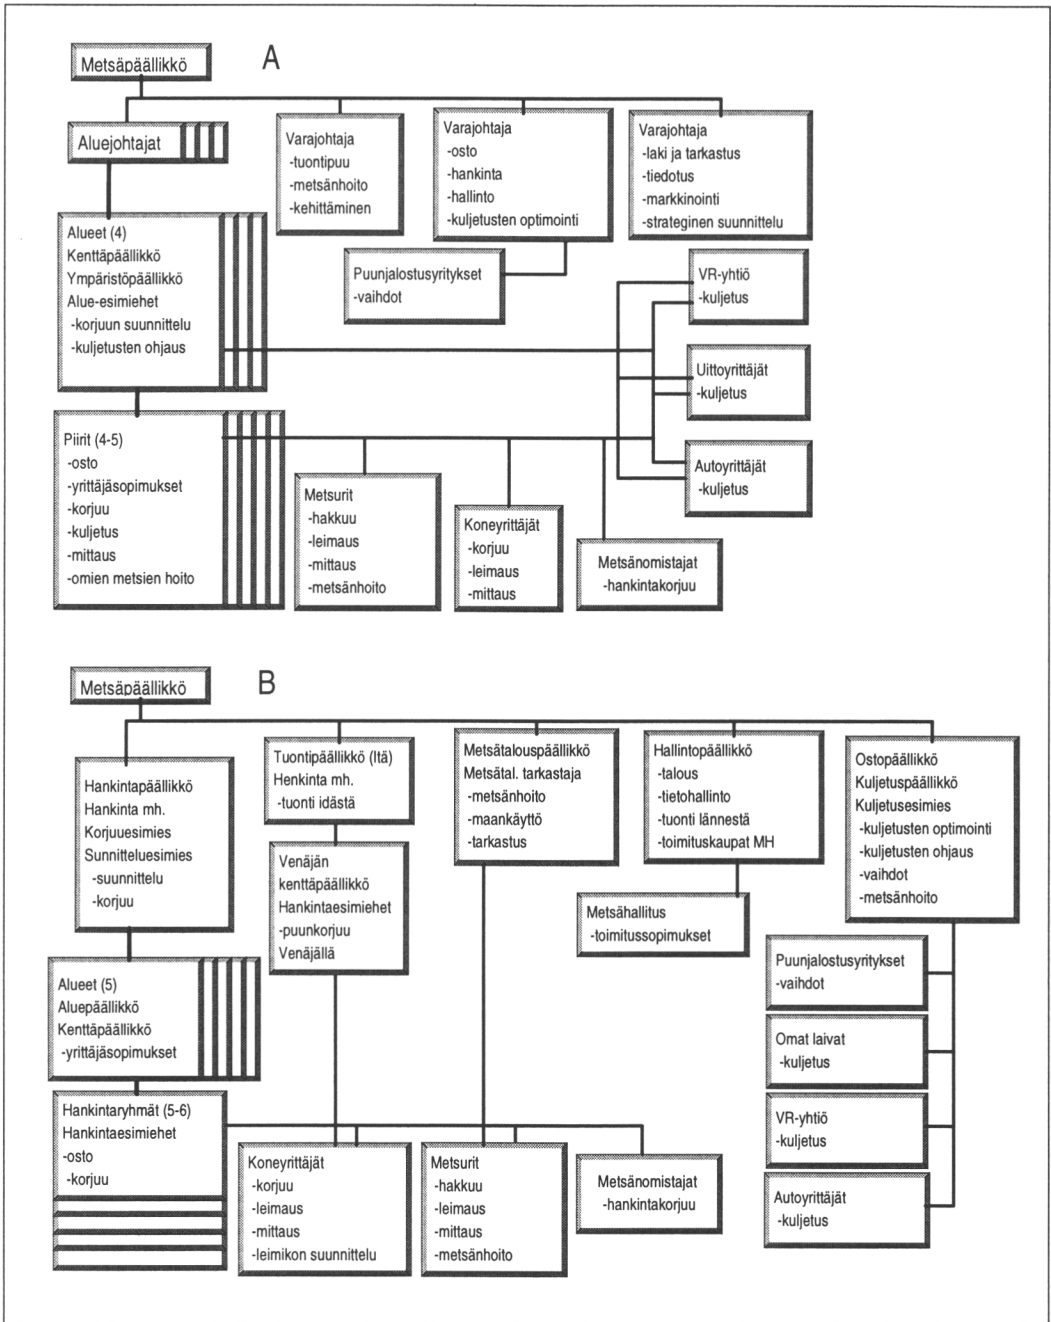 A
Metsäpäällikkö
Aluejohtajat
Varajohtaja
-tuontipuu
-metsänhoito
-kehittäminen
Varajohtaja
-osto
-hankinta
-hallinto
-kuljetusten optimointi
Varajohtaja
-laki ja tarkastus
-tiedotus
-markkinointi
-strateginen suunnittelu
Alueet (4)
Kenttäpäällikkö
Ympäristöpäällikkö
Alue-esimiehet
-korjuun suunnittelu
-kuljetusten ohjaus
Puunjalostusyritykset
-vaihdot
VR-yhtiö
-kuljetus
Uittoyrittäjät
-kuljetus
Autoyrittäjät
-kuljetus
Piirit (4-5)
-osto
-yrittäjäsopimukset
-korjuu
-kuljetus
-mittaus
-omien metsien hoito
Metsurit
-hakkuu
-leimaus
-mittaus
-metsänhoito
Koneyrittäjät
-korjuu
-leimaus
-mittaus
Metsänomistajat
-hankintakorjuu
B
Metsäpäällikkö
Hankintapäällikkö
Hankinta mh.
Korjuuesimies
Sunnitteluesimies
-suunnittelu
-korjuu
Tuontipäällikkö (Itä)
Henkinta mh.
-tuonti idästä
Metsätalouspäällikkö
Metsätal. tarkastaja
-metsänhoito
-maankäyttö
-tarkastus
Hallintopäällikkö
-talous
-tietohallinto
-tuonti lännestä
-toimituskaupat MH
Ostopäällikkö
Kuljetuspäällikkö
Kuljetusesimies
-kuljetusten optimointi
-kuljetusten ohjaus
-vaihdot
-metsänhoito
Venäjän
kenttäpäällikkö
Hankintaesimiehet
-puunkorjuu
Venäjällä
Metsähallitus
-toimitussopimukset
Alueet (5)
Aluepäällikkö
Kenttäpäällikkö
-yrittäjäsopimukset
Puunjalostusyritykset
-vaihdot
Omat laivat
-kuljetus
VR-yhtiö
-kuljetus
Autoyrittäjät
-kuljetus
Hankintaryhmät (5-6)
Hankintaesimiehet
-osto
-korjuu
Koneyrittäjät
-korjuu
-leimaus
-mittaus
-leimikon suunnittelu
Metsurit
-hakkuu
-leimaus
-mittaus
-metsänhoito
Metsänomistajat
-hankintakorjuu